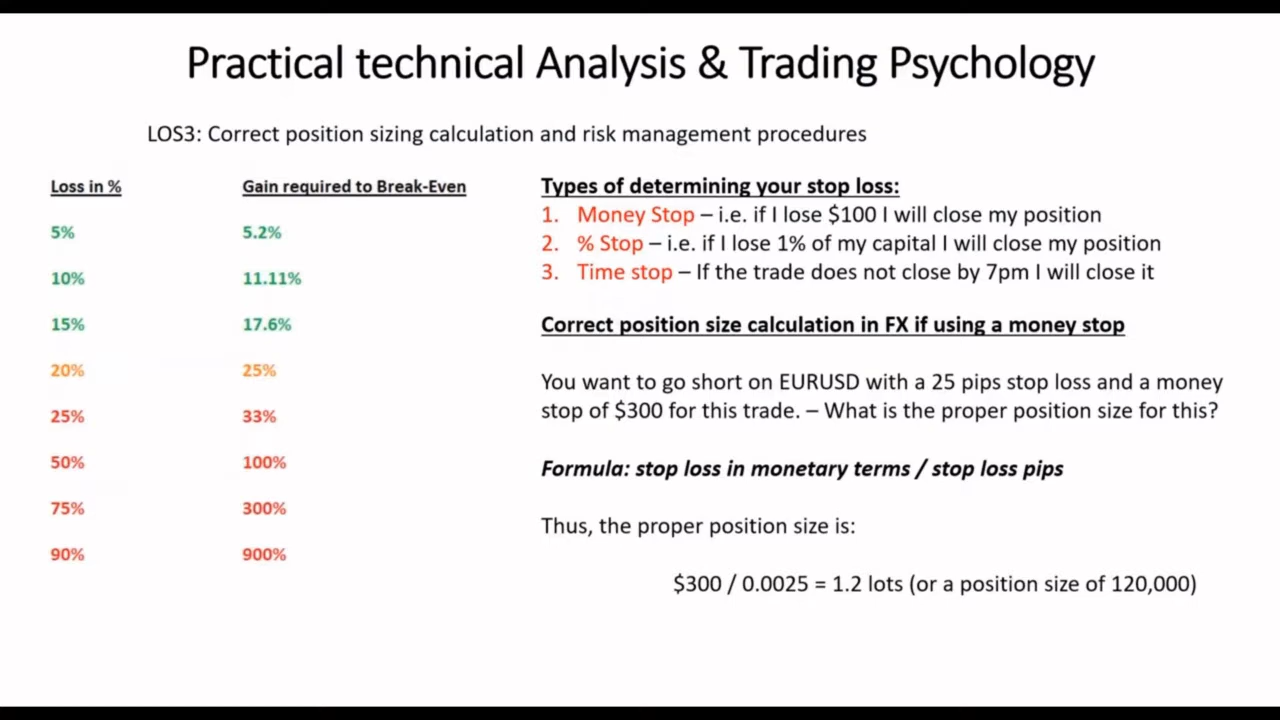 Practical technical Analysis & Trading Psychology
LOS3: Correct position sizing calculation and risk management procedures
Loss in % Gain required to Break-Even
5% 5.2%
10% 11.11%
15% 17.6%
20% 25%
25% 33%
50% 100%
75% 300%
90% 900%
Types of determining your stop loss:
1. Money Stop – i.e. if I lose $100 I will close my position
2. % Stop – i.e. if I lose 1% of my capital I will close my position
3. Time stop – If the trade does not close by 7pm I will close it
Correct position size calculation in FX if using a money stop
You want to go short on EURUSD with a 25 pips stop loss and a money
stop of $300 for this trade. – What is the proper position size for this?
Formula: stop loss in monetary terms / stop loss pips
Thus, the proper position size is:
$300 / 0.0025 = 1.2 lots (or a position size of 120,000)